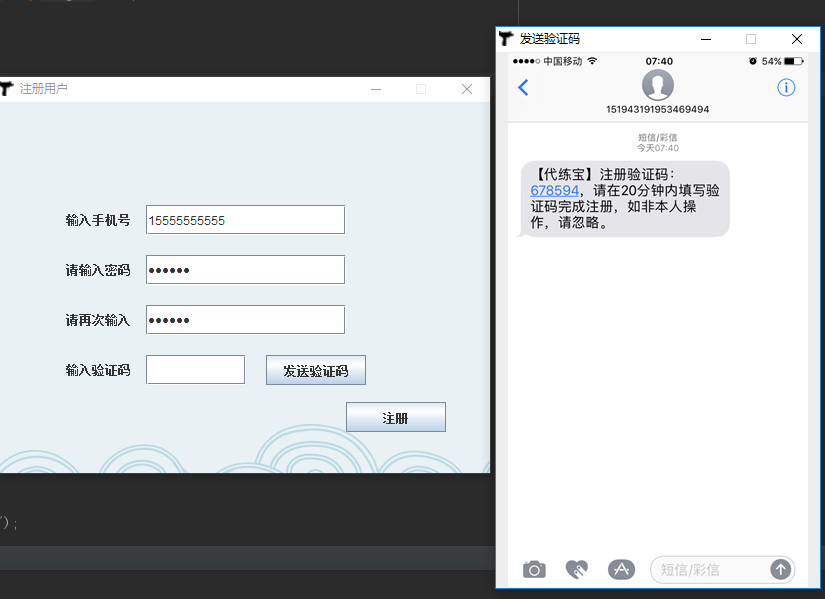 注册用户
输入手机号 15555555555
请输入密码 ••••••
请再次输入 ••••••
输入验证码 发送验证码
注册
);
发送验证码
中国移动 07:40 54%
151943191953469494
短信/彩信
今天07:40
【代练宝】注册验证码：
678594，请在20分钟内填写验
证码完成注册，如非本人操
作，请忽略。
短信/彩信